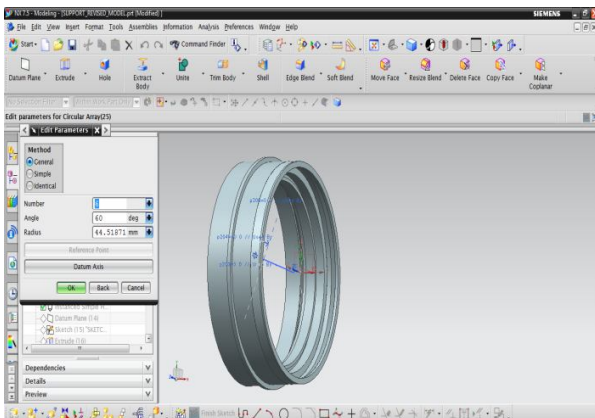 NX 7.5 - Modeling - [SUPPORT_REVISED_MODEL.prt (Modified) ]
SIEMENS
File Edit View Insert Format Tools Assemblies Information Analysis Preferences Window Help
Start Command Finder
Datum Plane Extrude Hole Extract Body Unite Trim Body Shell Edge Blend Soft Blend Move Face Resize Blend Delete Face Copy Face Make Coplanar
Edit parameters for Circular Array(25)
Edit Parameters
Method
General
Simple
Identical
Number
Angle 60 deg
Radius 44.51871 mm
Reference Point
Datum Axis
OK Back Cancel
Datum Plane (14)
Sketch (15) "SKETC...
Extrude (16)
Dependencies
Details
Preview
Finish Sketch